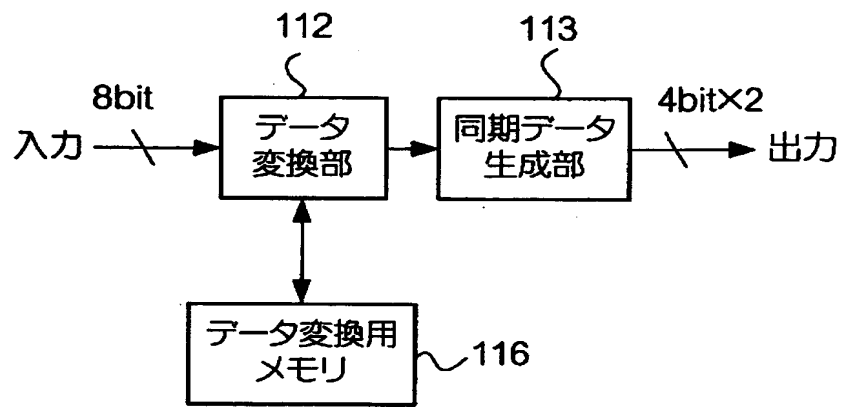 112
113
8bit
4bit×2
入力
データ
変換部
同期データ
生成部
出力
データ変換用
メモリ
116